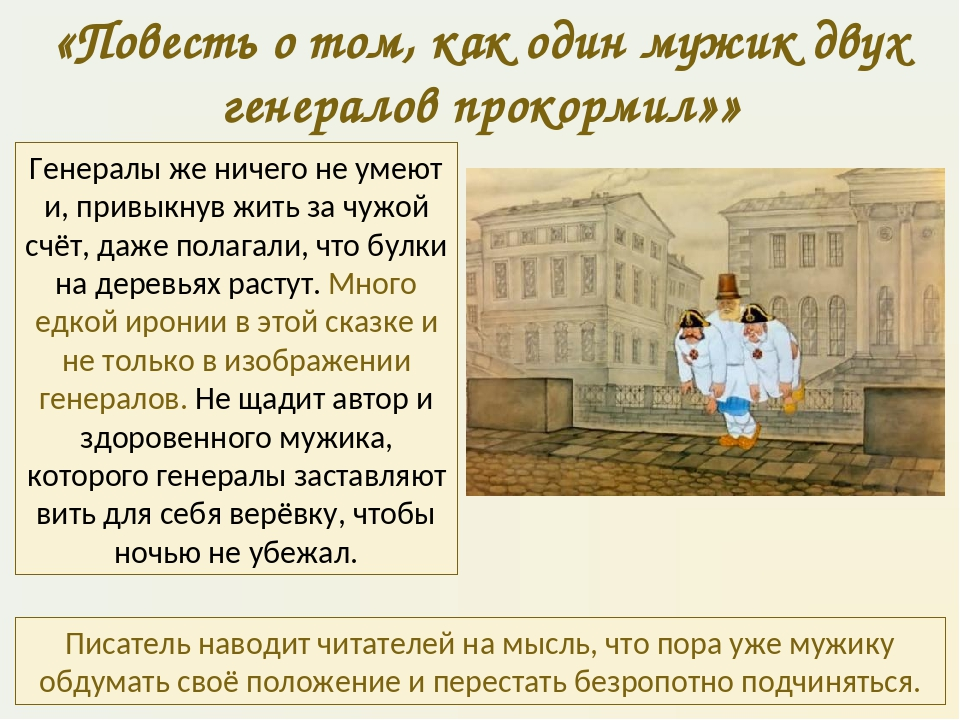 «Повесть о том, как один мужик двух
генералов прокормил»»
Генералы же ничего не умеют
и, привыкнув жить за чужой
счёт, даже полагали, что булки
на деревьях растут. Много
едкой иронии в этой сказке и
не только в изображении
генералов. Не щадит автор и
здоровенного мужика,
которого генералы заставляют
вить для себя верёвку, чтобы
ночью не убежал.
Писатель наводит читателей на мысль, что пора уже мужику
обдумать своё положение и перестать безропотно подчиняться.